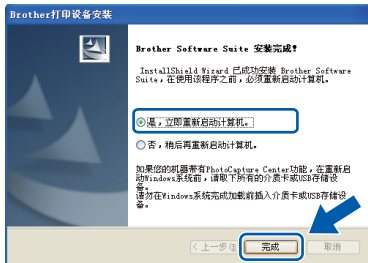 Brother打印设备安装
Brother Software Suite 安装完成!
InstallShield Wizard 已成功安装 Brother Software
Suite,在使用该程序之前,必须重新启动计算机。
是,立即重新启动计算机。
否,稍后再重新启动计算机。
如果您的机器带有PhotoCapture Center功能,在重新启
动Windows系统前,请取下所有的介质卡或USB存储设
备。
请勿在Windows系统完成加载前插入介质卡或USB存储设
备。
<上一步(B)
完成
取消